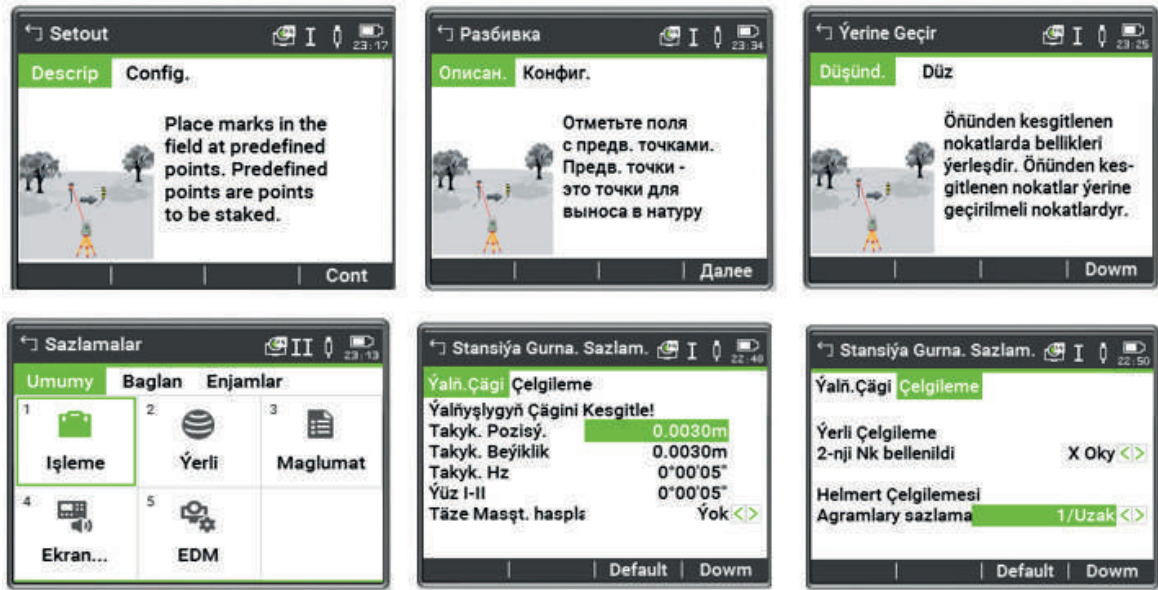 Setout
I
23:17
Descrip Config.
Place marks in the
field at predefined
points. Predefined
points are points
to be staked.
Cont
Разбивка
I
23:34
Описан. Конфиг.
Отметьте поля
с предв. точками.
Предв. точки -
это точки для
выноса в натуру
Далее
Ýerine Geçir
I
23:25
Düşünd. Düz
Öňünden kesgitlenen
nokatlarda bellikleri
ýerleşdir. Öňünden kes-
gitlenen nokatlar ýerine
geçirilmeli nokatlardyr.
Dowm
Sazlamalar
II
23:13
Umumy Baglan Enjamlar
1 2 3
Işleme Ýerli Maglumat
4 5
Ekran... EDM
Stansiýa Gurna. Sazlam.
I
22:48
Ýalň.Çägi Çelgileme
Ýalňyşlygyň Çägini Kesgitle!
Takyk. Pozisý. 0.0030m
Takyk. Beýiklik 0.0030m
Takyk. Hz 0°00'05"
Ýüz I-II 0°00'05"
Täze Masşt. haspla Ýok <>
Default Dowm
Stansiýa Gurna. Sazlam.
I
22:50
Ýalň.Çägi Çelgileme
Ýerli Çelgileme
2-nji Nk bellenildi X Oky <>
Helmert Çelgilemesi
Agramlary sazlama 1/Uzak <>
Default Dowm